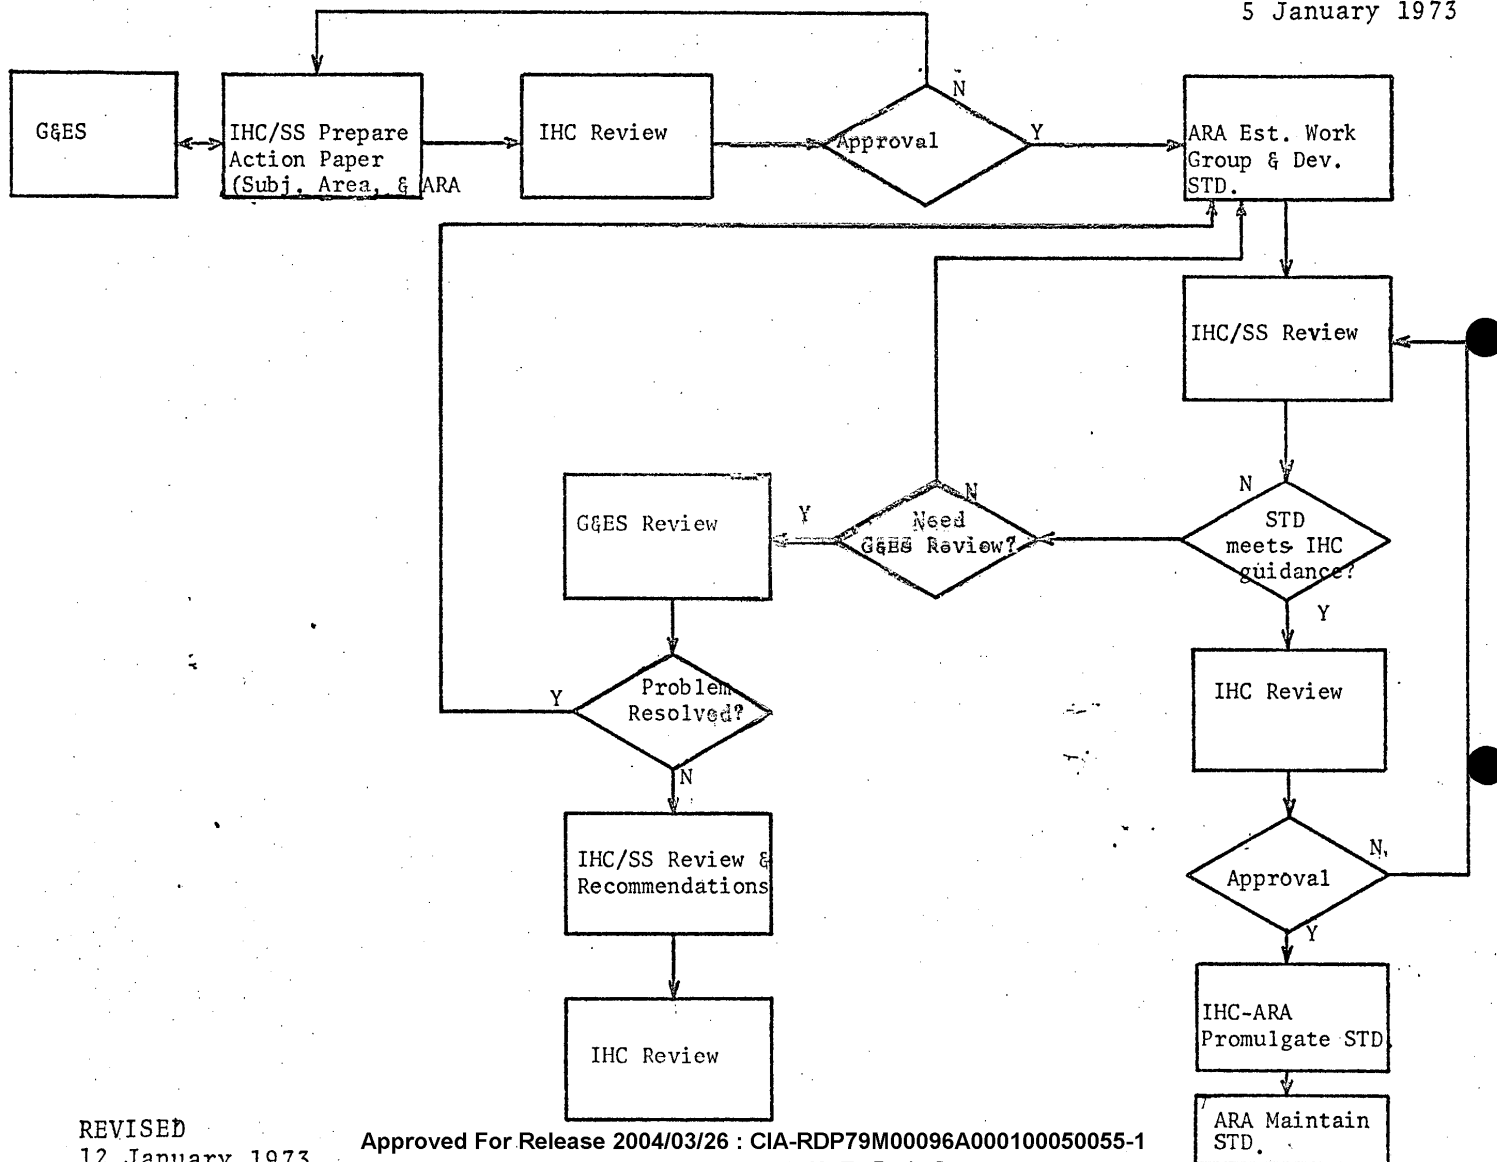 5 January 1973
N
G&ES
IHC/SS Prepare
Action Paper
(Subj. Area, & ARA
IHC Review
Approval
Y
ARA Est. Work
Group & Dev.
STD.
IHC/SS Review
N
STD
meets IHC
guidance?
Y
N
Need
G&ES Review?
Y
G&ES Review
Problem
Resolved?
Y
N
IHC Review
N
Approval
Y
IHC/SS Review &
Recommendations
IHC Review
IHC-ARA
Promulgate STD
ARA Maintain
STD.
REVISED
12 January 1973
Approved For Release 2004/03/26 : CIA-RDP79M00096A000100050055-1